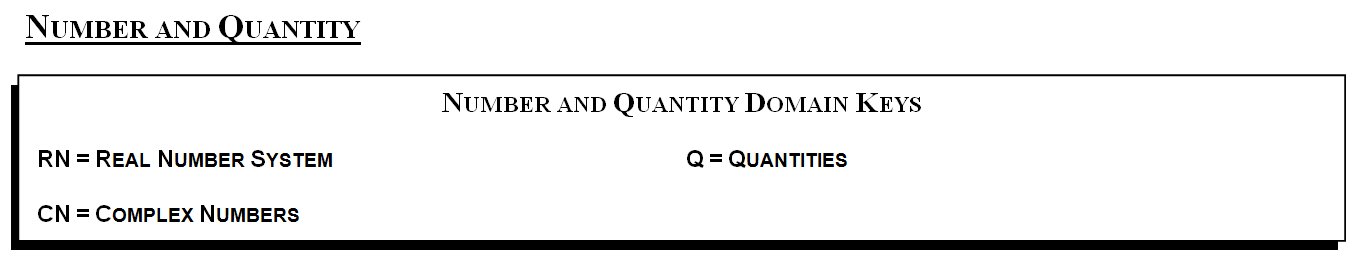 NUMBER AND QUANTITY
NUMBER AND QUANTITY DOMAIN KEYS
RN = REAL NUMBER SYSTEM Q = QUANTITIES
CN = COMPLEX NUMBERS